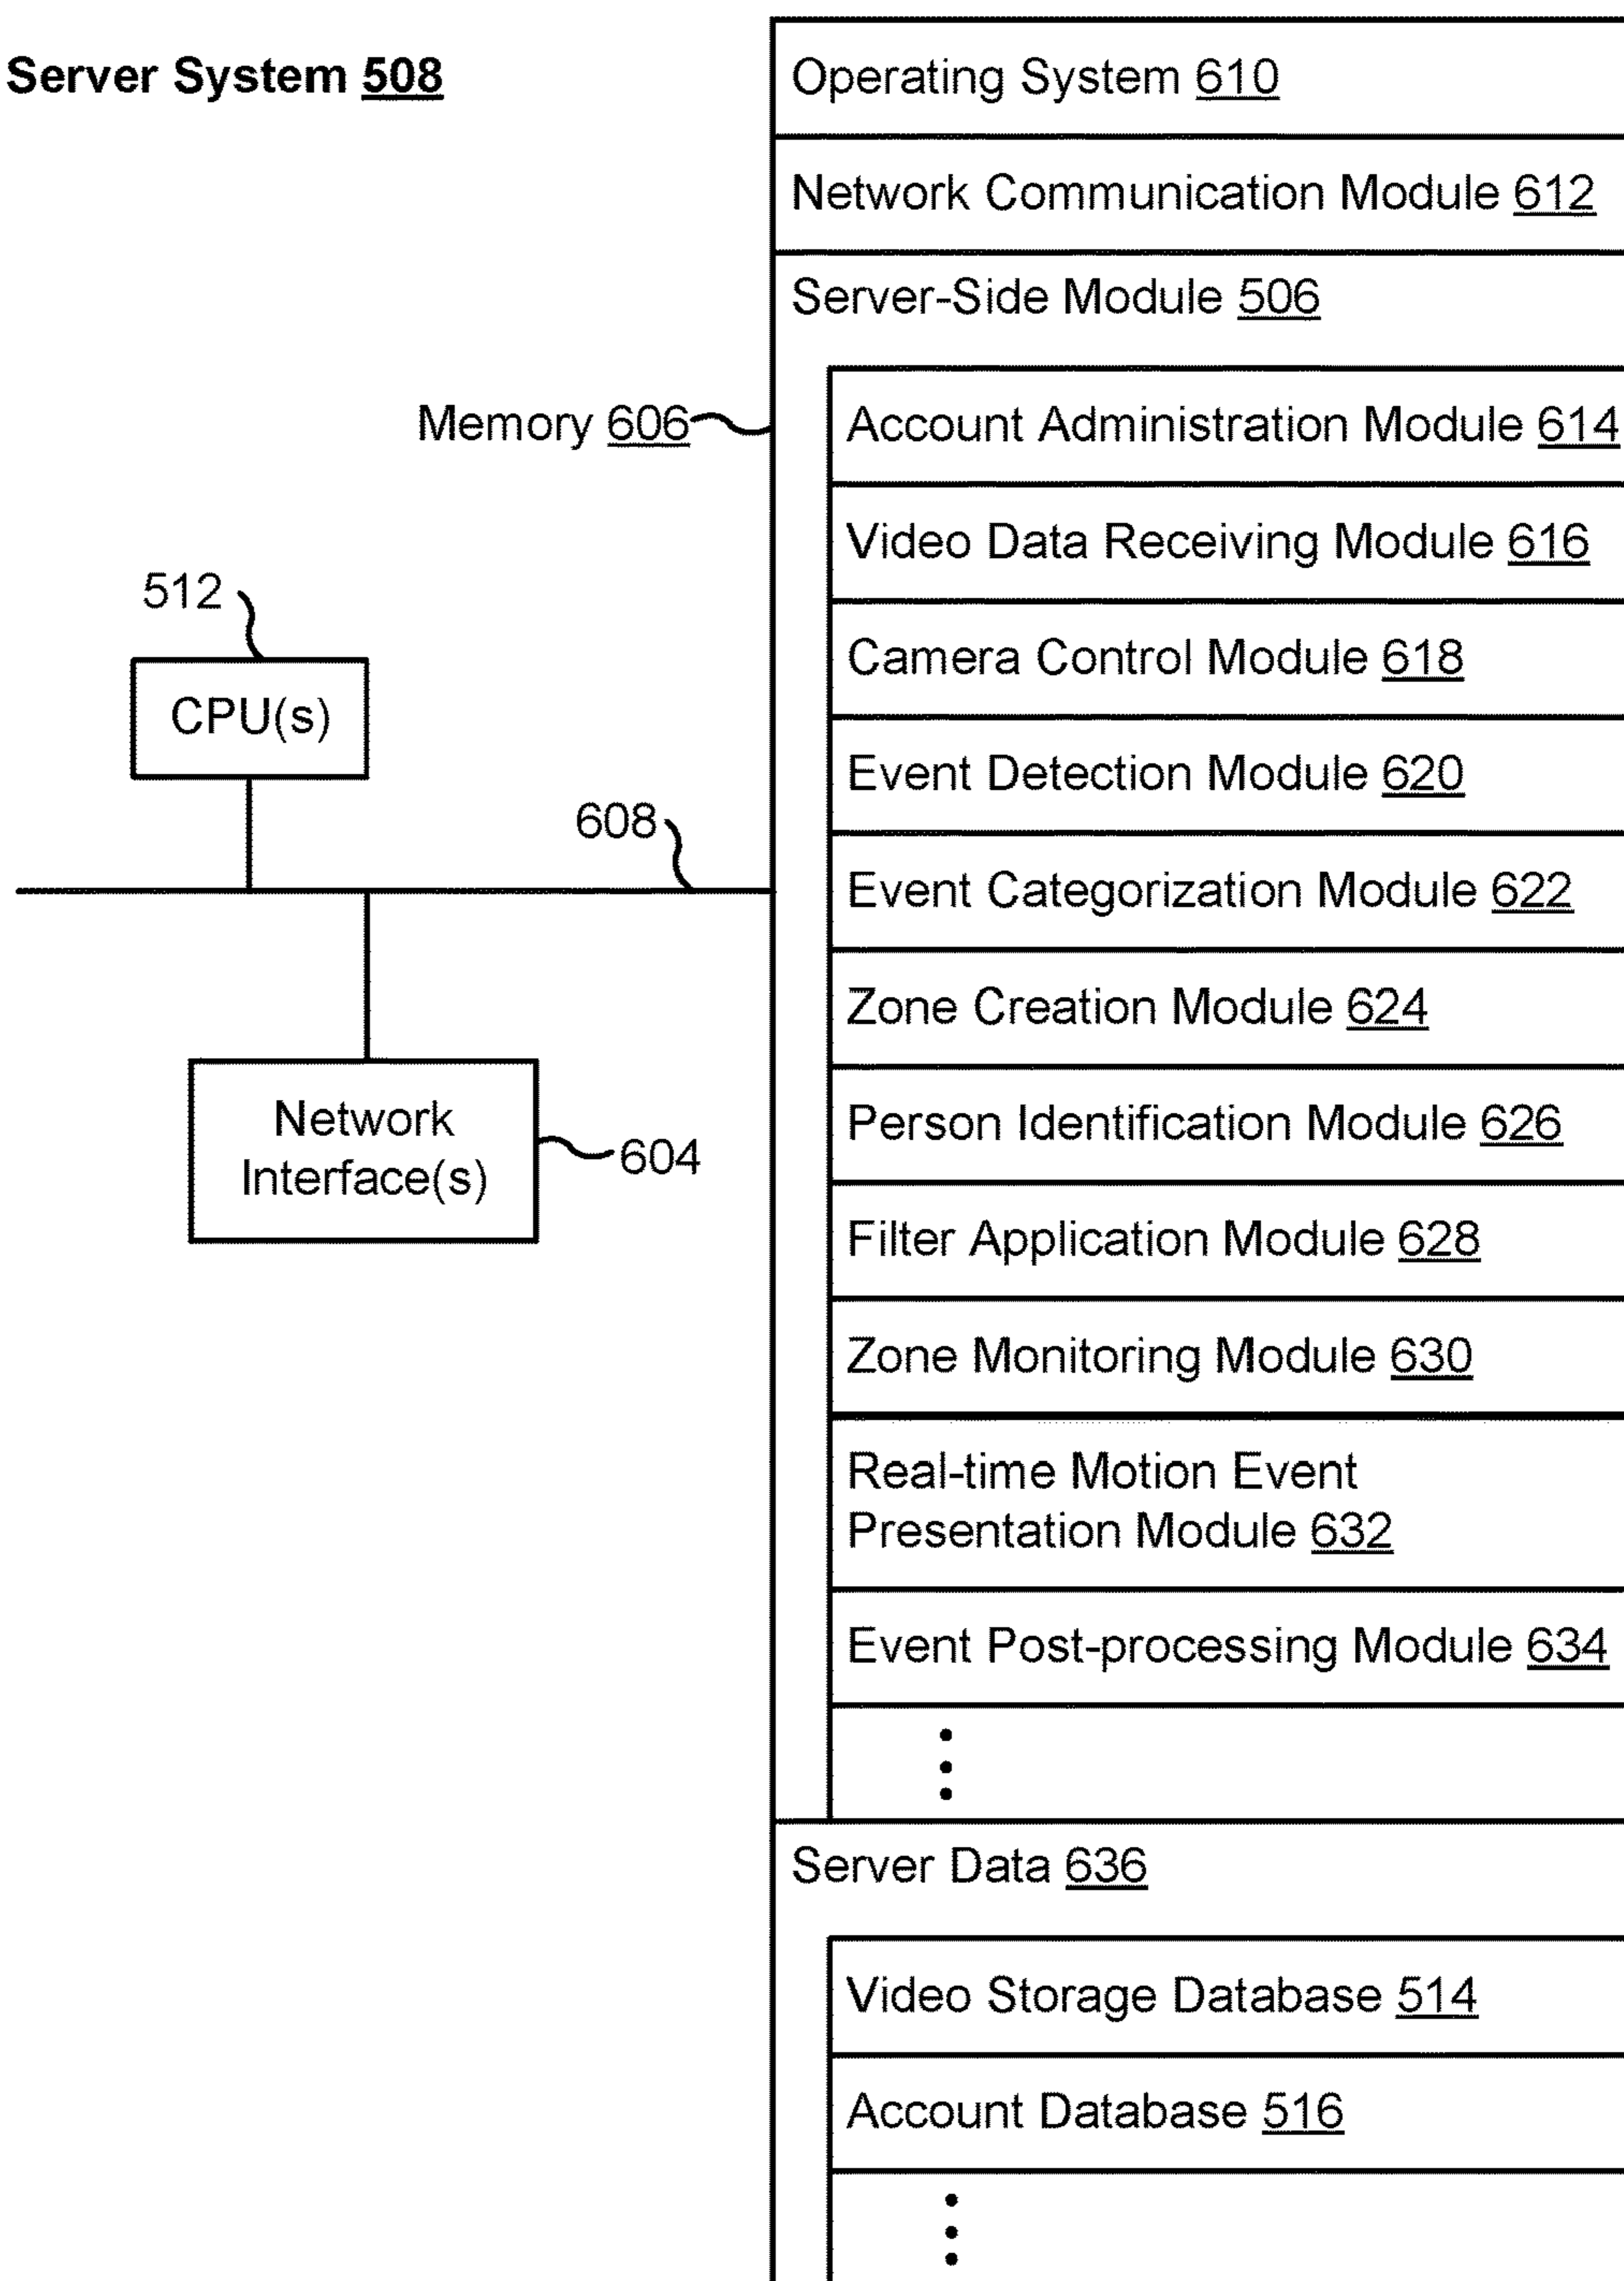 Server System 508
Operating System 610
Network Communication Module 612
Server-Side Module 506
Memory 606
Account Administration Module 614
Video Data Receiving Module 616
512
CPU(s)
Camera Control Module 618
Event Detection Module 620
608
Event Categorization Module 622
Zone Creation Module 624
Network
Interface(s)
604
Person Identification Module 626
Filter Application Module 628
Zone Monitoring Module 630
Real-time Motion Event
Presentation Module 632
Event Post-processing Module 634
Server Data 636
Video Storage Database 514
Account Database 516